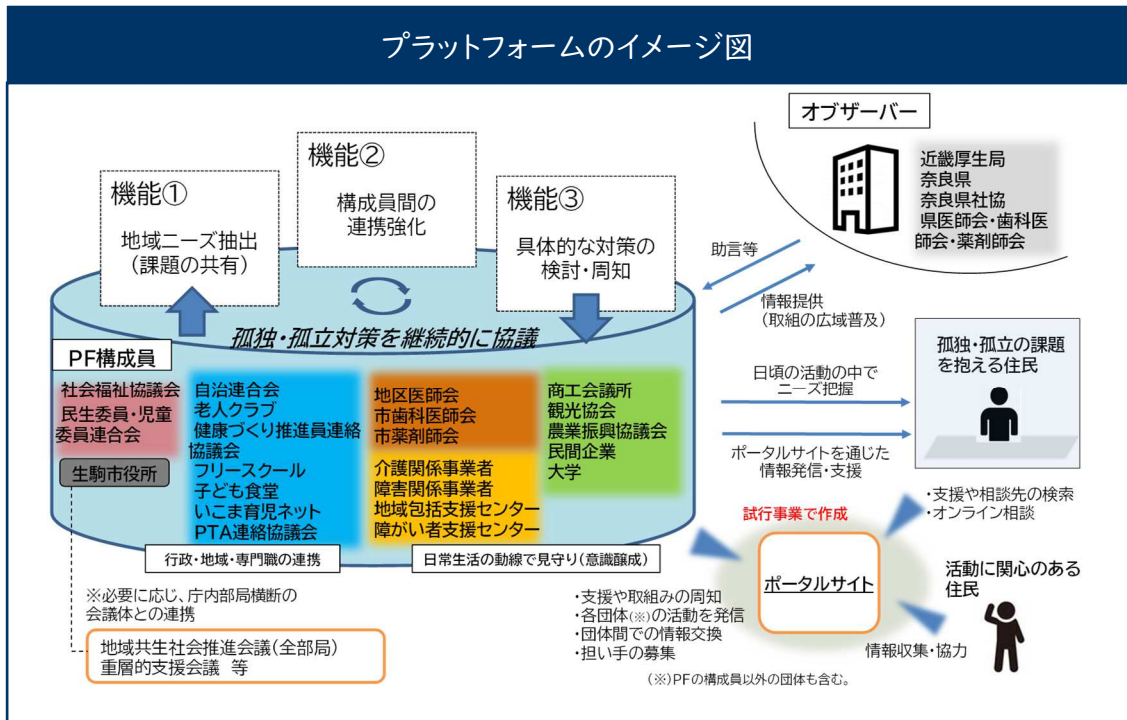 プラットフォームのイメージ図
オブザーバー
近畿厚生局
奈良県
奈良県社協
県医師会・歯科医
師会・薬剤師会
機能①
地域ニーズ抽出
(課題の共有)
機能②
構成員間の
連携強化
機能③
具体的な対策の
検討・周知
助言等
情報提供
(取組の広域普及)
孤独・孤立対策を継続的に協議
PF構成員
社会福祉協議会
民生委員・児童
委員連合会
生駒市役所
自治連合会
老人クラブ
健康づくり推進員連絡
協議会
フリースクール
子ども食堂
いこま育児ネット
PTA連絡協議会
地区医師会
市歯科医師会
市薬剤師会
介護関係事業者
障害関係事業者
地域包括支援センター
障がい者支援センター
商工会議所
観光協会
農業振興協議会
民間企業
大学
行政・地域・専門職の連携
日常生活の動線で見守り(意識醸成)
日頃の活動の中で
ニーズ把握
ポータルサイトを通じた
情報発信・支援
孤独・孤立の課題
を抱える住民
・支援や相談先の検索
・オンライン相談
試行事業で作成
ポータルサイト
活動に関心のある
住民
情報収集・協力
・支援や取組みの周知
・各団体(※)の活動を発信
・団体間での情報交換
・担い手の募集
(※)PFの構成員以外の団体も含む。
※必要に応じ、庁内部局横断の
会議体との連携
地域共生社会推進会議(全部局)
重層的支援会議 等